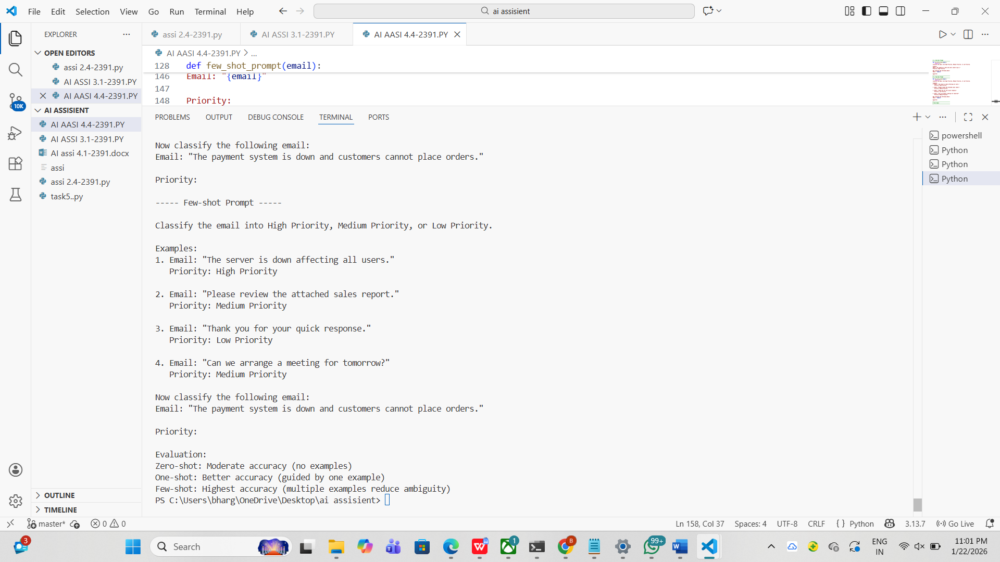 File Edit Selection View Go Run Terminal Help
ai assisient
EXPLORER
OPEN EDITORS
assi 2.4-2391.py
AI ASSI 3.1-2391.PY
AI AASI 4.4-2391.PY
10K
AI ASSISIENT
AI AASI 4.4-2391.PY
AI ASSI 3.1-2391.PY
AI assi 4.1-2391.docx
assi
assi 2.4-2391.py
task5..py
OUTLINE
TIMELINE
assi 2.4-2391.py
AI ASSI 3.1-2391.PY
AI AASI 4.4-2391.PY
AI AASI 4.4-2391.PY > ...
128 def few_shot_prompt(email):
146 Email: "{email}"
147
148 Priority:
PROBLEMS OUTPUT DEBUG CONSOLE TERMINAL PORTS
powershell
Python
Python
Python
Now classify the following email:
Email: "The payment system is down and customers cannot place orders."
Priority:
----- Few-shot Prompt -----
Classify the email into High Priority, Medium Priority, or Low Priority.
Examples:
1. Email: "The server is down affecting all users."
Priority: High Priority
2. Email: "Please review the attached sales report."
Priority: Medium Priority
3. Email: "Thank you for your quick response."
Priority: Low Priority
4. Email: "Can we arrange a meeting for tomorrow?"
Priority: Medium Priority
Now classify the following email:
Email: "The payment system is down and customers cannot place orders."
Priority:
Evaluation:
Zero-shot: Moderate accuracy (no examples)
One-shot: Better accuracy (guided by one example)
Few-shot: Highest accuracy (multiple examples reduce ambiguity)
PS C:\Users\bharg\OneDrive\Desktop\ai assisient>
master* 0 0
Ln 158, Col 37 Spaces: 4 UTF-8 CRLF { } Python 3.13.7 Go Live
3
Search
1
B
99+
ENG
IN
11:01 PM
1/22/2026